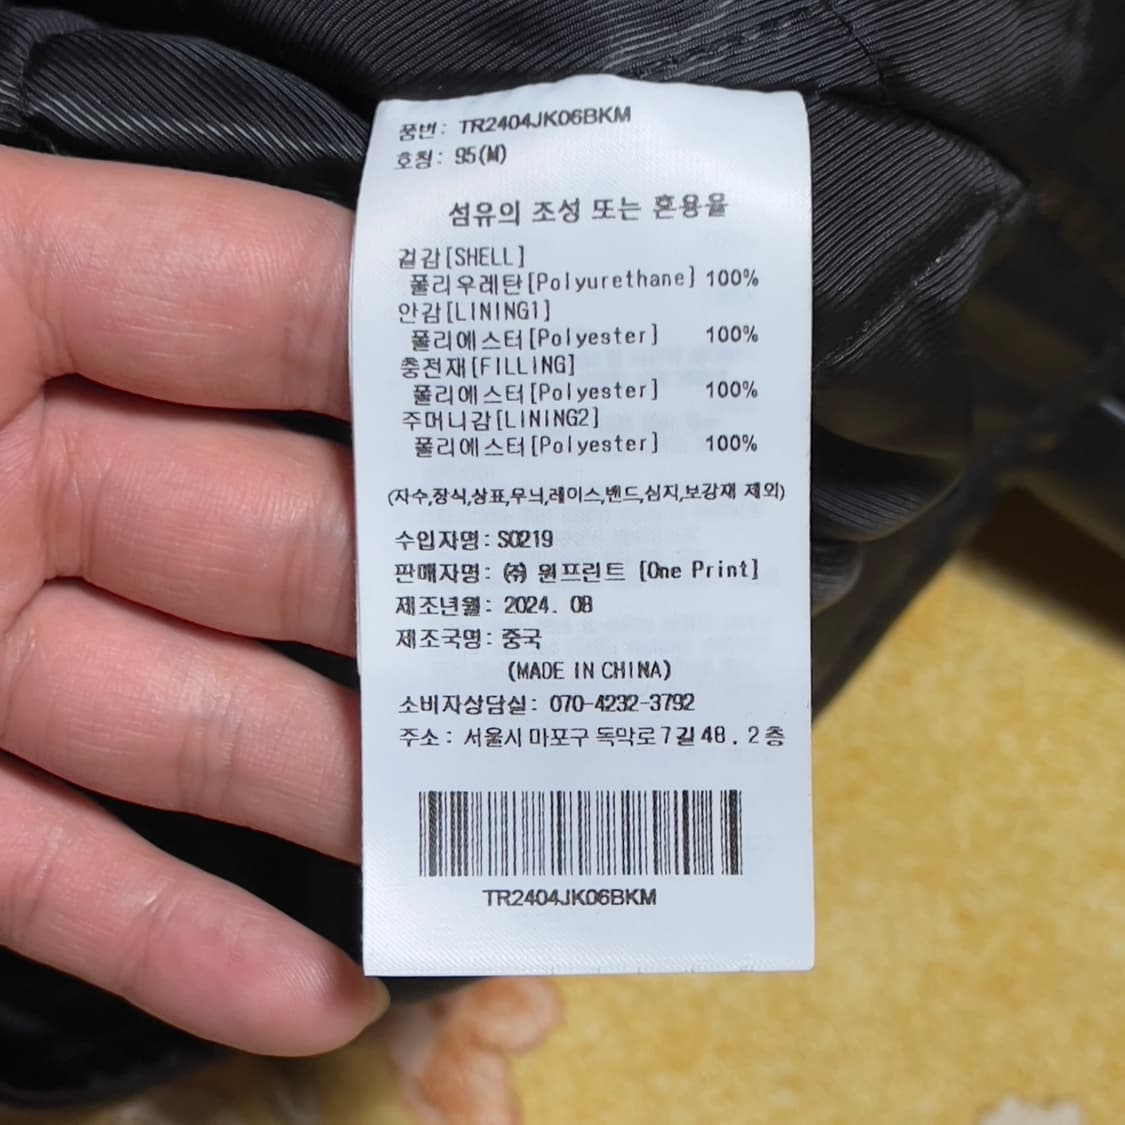 품번: TR2404JK06BKM
호칭: 95(M)
섬유의 조성 또는 혼용율
겉감[SHELL]
폴리우레탄[Polyurethane] 100%
안감[LINING1]
폴리에스터[Polyester] 100%
충전재[FILLING]
폴리에스터[Polyester] 100%
주머니감[LINING2]
폴리에스터[Polyester] 100%
(자수,장식,상표,무늬,레이스,밴드,심지,보강재 제외)
수입자명: SO219
판매자명: ㈜ 원프린트 [One Print]
제조년월: 2024. 08
제조국명: 중국
(MADE IN CHINA)
소비자상담실: 070-4232-3792
주소: 서울시 마포구 독막로7길 48, 2층
TR2404JK06BKM